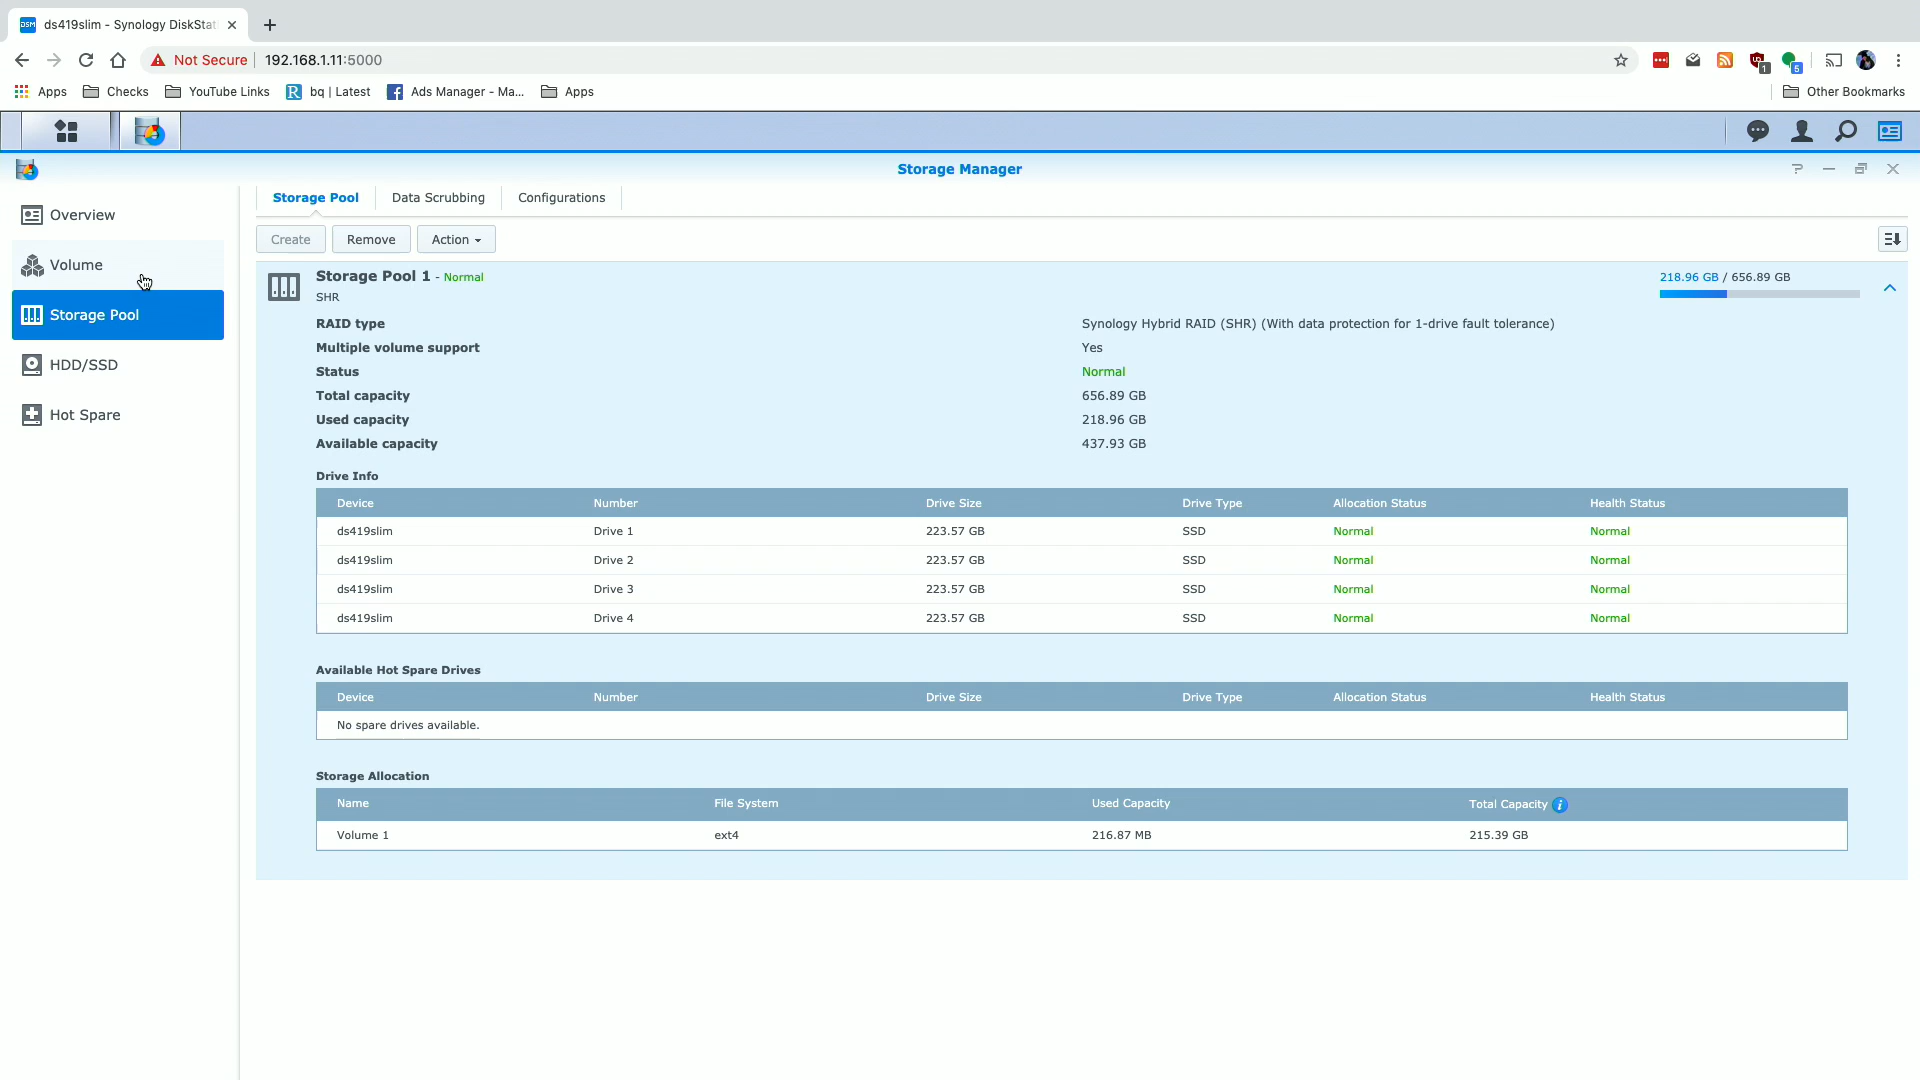 DSM ds419slim - Synology DiskStat
Not Secure 192.168.1.11:5000
1 5
Apps Checks YouTube Links R bq | Latest Ads Manager - Ma... Apps Other Bookmarks
Storage Manager
?
Overview
Volume
Storage Pool
HDD/SSD
Hot Spare
Storage Pool Data Scrubbing Configurations
Create Remove Action
Storage Pool 1 - Normal 218.96 GB / 656.89 GB
SHR
RAID type Synology Hybrid RAID (SHR) (With data protection for 1-drive fault tolerance)
Multiple volume support Yes
Status Normal
Total capacity 656.89 GB
Used capacity 218.96 GB
Available capacity 437.93 GB
Drive Info
Device Number Drive Size Drive Type Allocation Status Health Status
ds419slim Drive 1 223.57 GB SSD Normal Normal
ds419slim Drive 2 223.57 GB SSD Normal Normal
ds419slim Drive 3 223.57 GB SSD Normal Normal
ds419slim Drive 4 223.57 GB SSD Normal Normal
Available Hot Spare Drives
Device Number Drive Size Drive Type Allocation Status Health Status
No spare drives available.
Storage Allocation
Name File System Used Capacity Total Capacity i
Volume 1 ext4 216.87 MB 215.39 GB